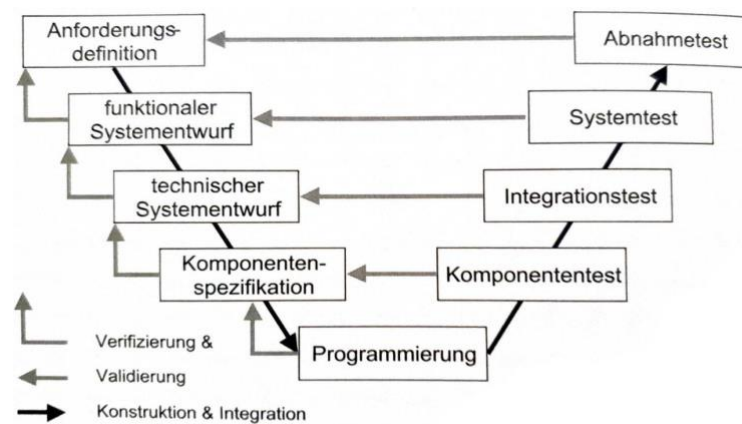 Anforderungs-
definition
Abnahmetest
funktionaler
Systementwurf
Systemtest
technischer
Systementwurf
Integrationstest
Komponenten-
spezifikation
Komponententest
Programmierung
Verifizierung &
Validierung
Konstruktion & Integration